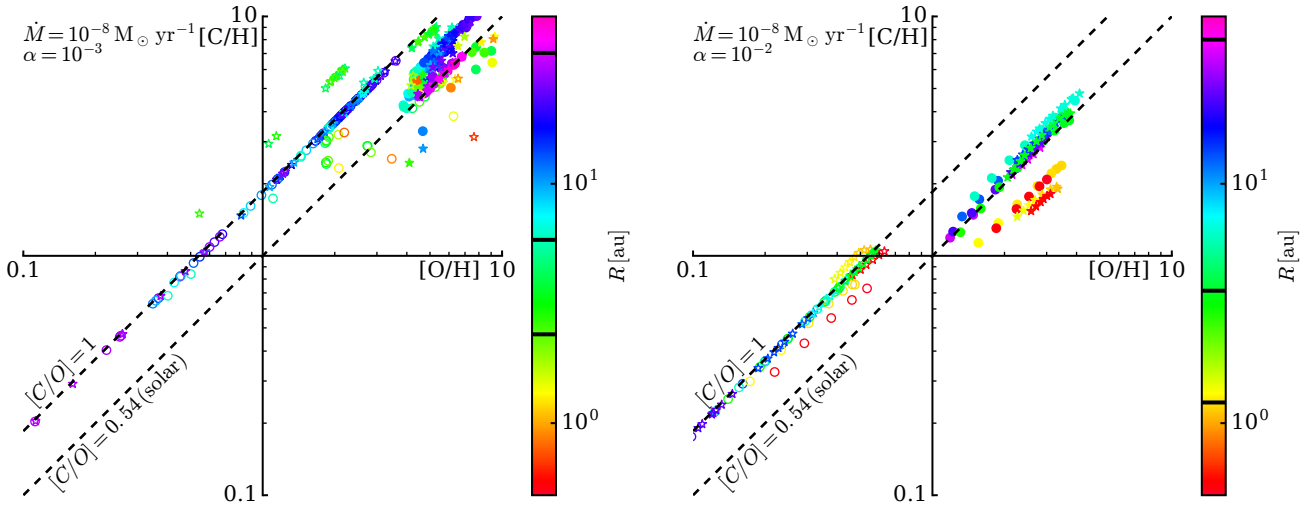 Ṁ = 10⁻⁸ M⊙ yr⁻¹ [C/H]
α = 10⁻³
10
0.1
[O/H]
10
[C/O] = 1
[C/O] = 0.54 (solar)
0.1
10¹
10⁰
R [au]
Ṁ = 10⁻⁸ M⊙ yr⁻¹ [C/H]
α = 10⁻²
10
0.1
[O/H]
10
[C/O] = 1
[C/O] = 0.54 (solar)
0.1
10¹
10⁰
R [au]